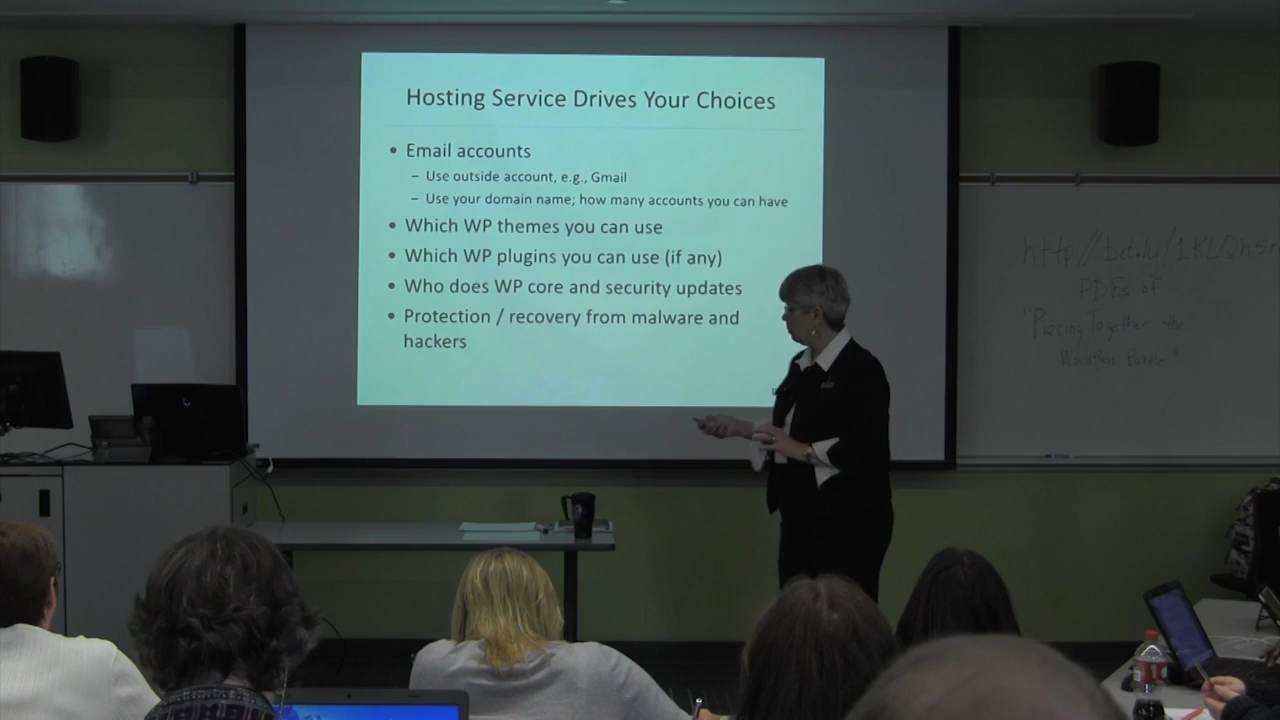 Hosting Service Drives Your Choices
• Email accounts
– Use outside account, e.g., Gmail
– Use your domain name; how many accounts you can have
• Which WP themes you can use
• Which WP plugins you can use (if any)
• Who does WP core and security updates
• Protection / recovery from malware and
hackers
PDFs of
"Piecing Together the